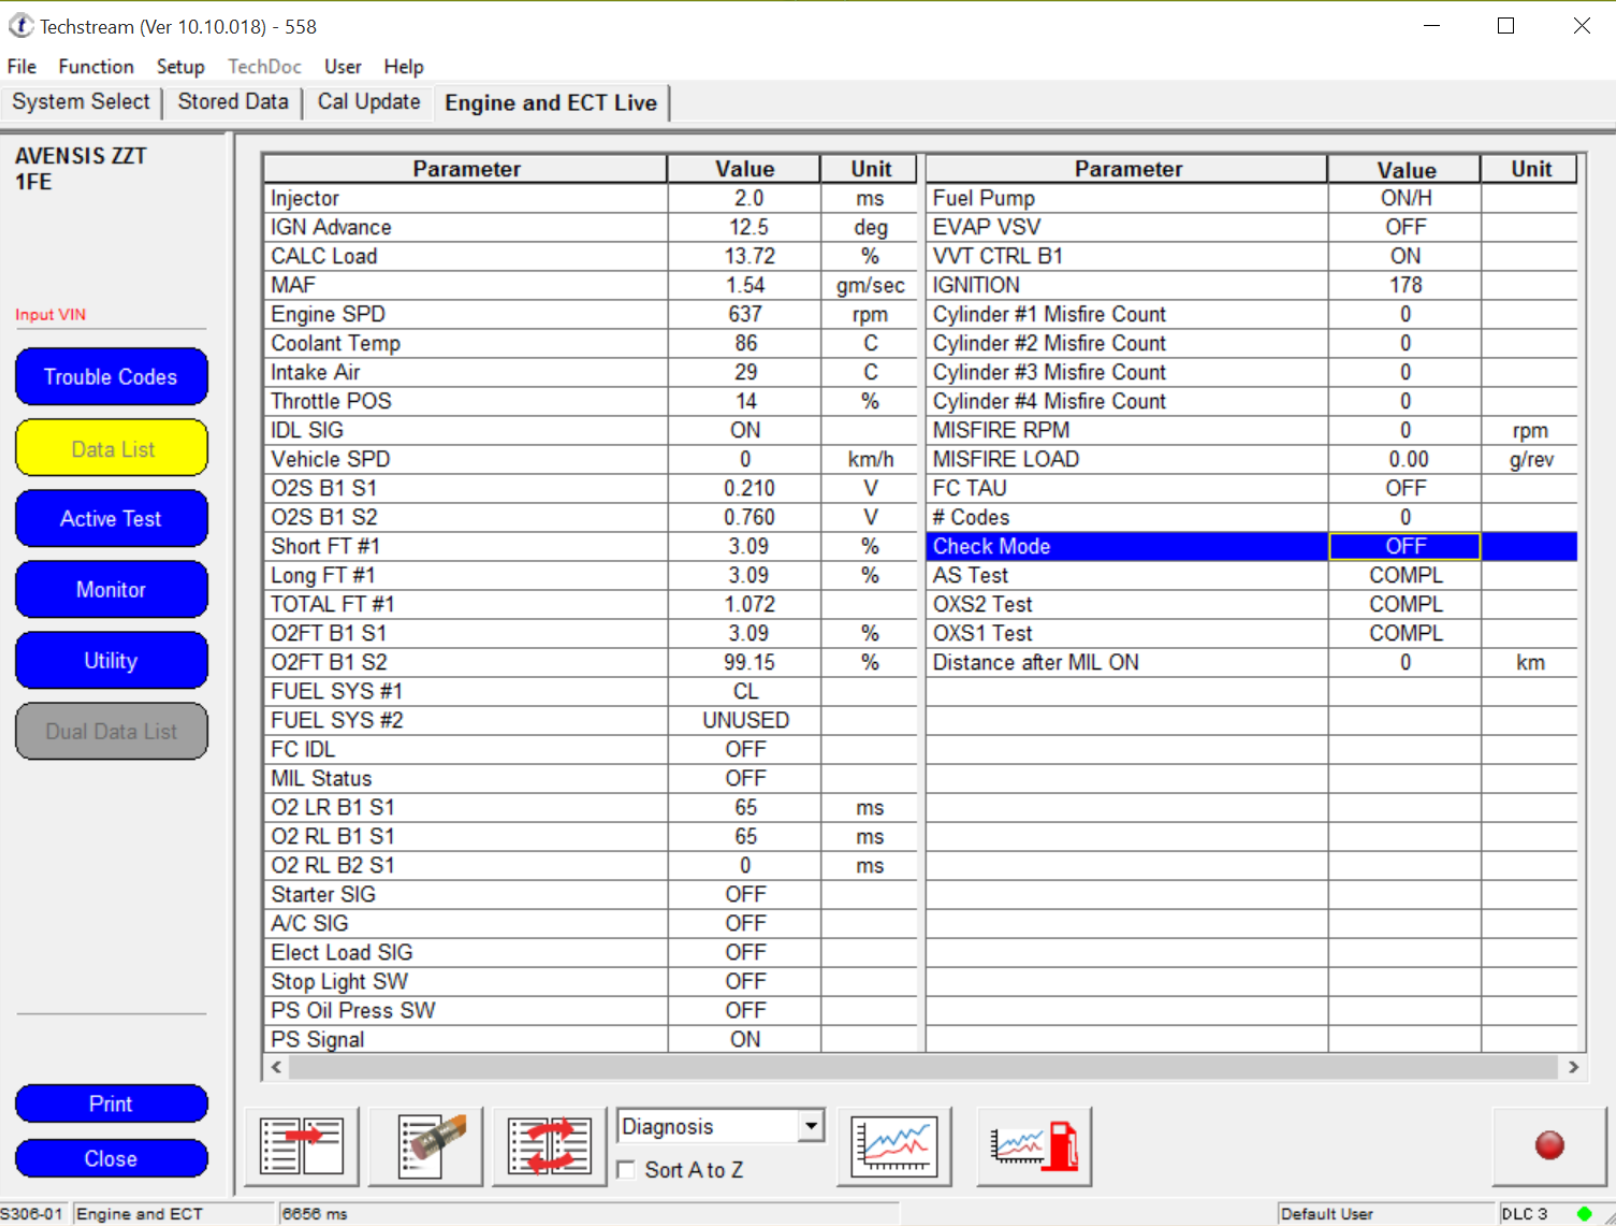 Techstream (Ver 10.10.018) - 558
File Function Setup TechDoc User Help
System Select Stored Data Cal Update Engine and ECT Live
AVENSIS ZZT
1FE
Input VIN
Trouble Codes
Data List
Active Test
Monitor
Utility
Dual Data List
Print
Close
Parameter Value Unit
Injector 2.0 ms
IGN Advance 12.5 deg
CALC Load 13.72 %
MAF 1.54 gm/sec
Engine SPD 637 rpm
Coolant Temp 86 C
Intake Air 29 C
Throttle POS 14 %
IDL SIG ON
Vehicle SPD 0 km/h
O2S B1 S1 0.210 V
O2S B1 S2 0.760 V
Short FT #1 3.09 %
Long FT #1 3.09 %
TOTAL FT #1 1.072
O2FT B1 S1 3.09 %
O2FT B1 S2 99.15 %
FUEL SYS #1 CL
FUEL SYS #2 UNUSED
FC IDL OFF
MIL Status OFF
O2 LR B1 S1 65 ms
O2 RL B1 S1 65 ms
O2 RL B2 S1 0 ms
Starter SIG OFF
A/C SIG OFF
Elect Load SIG OFF
Stop Light SW OFF
PS Oil Press SW OFF
PS Signal ON
Parameter Value Unit
Fuel Pump ON/H
EVAP VSV OFF
VVT CTRL B1 ON
IGNITION 178
Cylinder #1 Misfire Count 0
Cylinder #2 Misfire Count 0
Cylinder #3 Misfire Count 0
Cylinder #4 Misfire Count 0
MISFIRE RPM 0 rpm
MISFIRE LOAD 0.00 g/rev
FC TAU OFF
# Codes 0
Check Mode OFF
AS Test COMPL
OXS2 Test COMPL
OXS1 Test COMPL
Distance after MIL ON 0 km
Diagnosis
Sort A to Z
S306-01 Engine and ECT 6656 ms Default User DLC 3